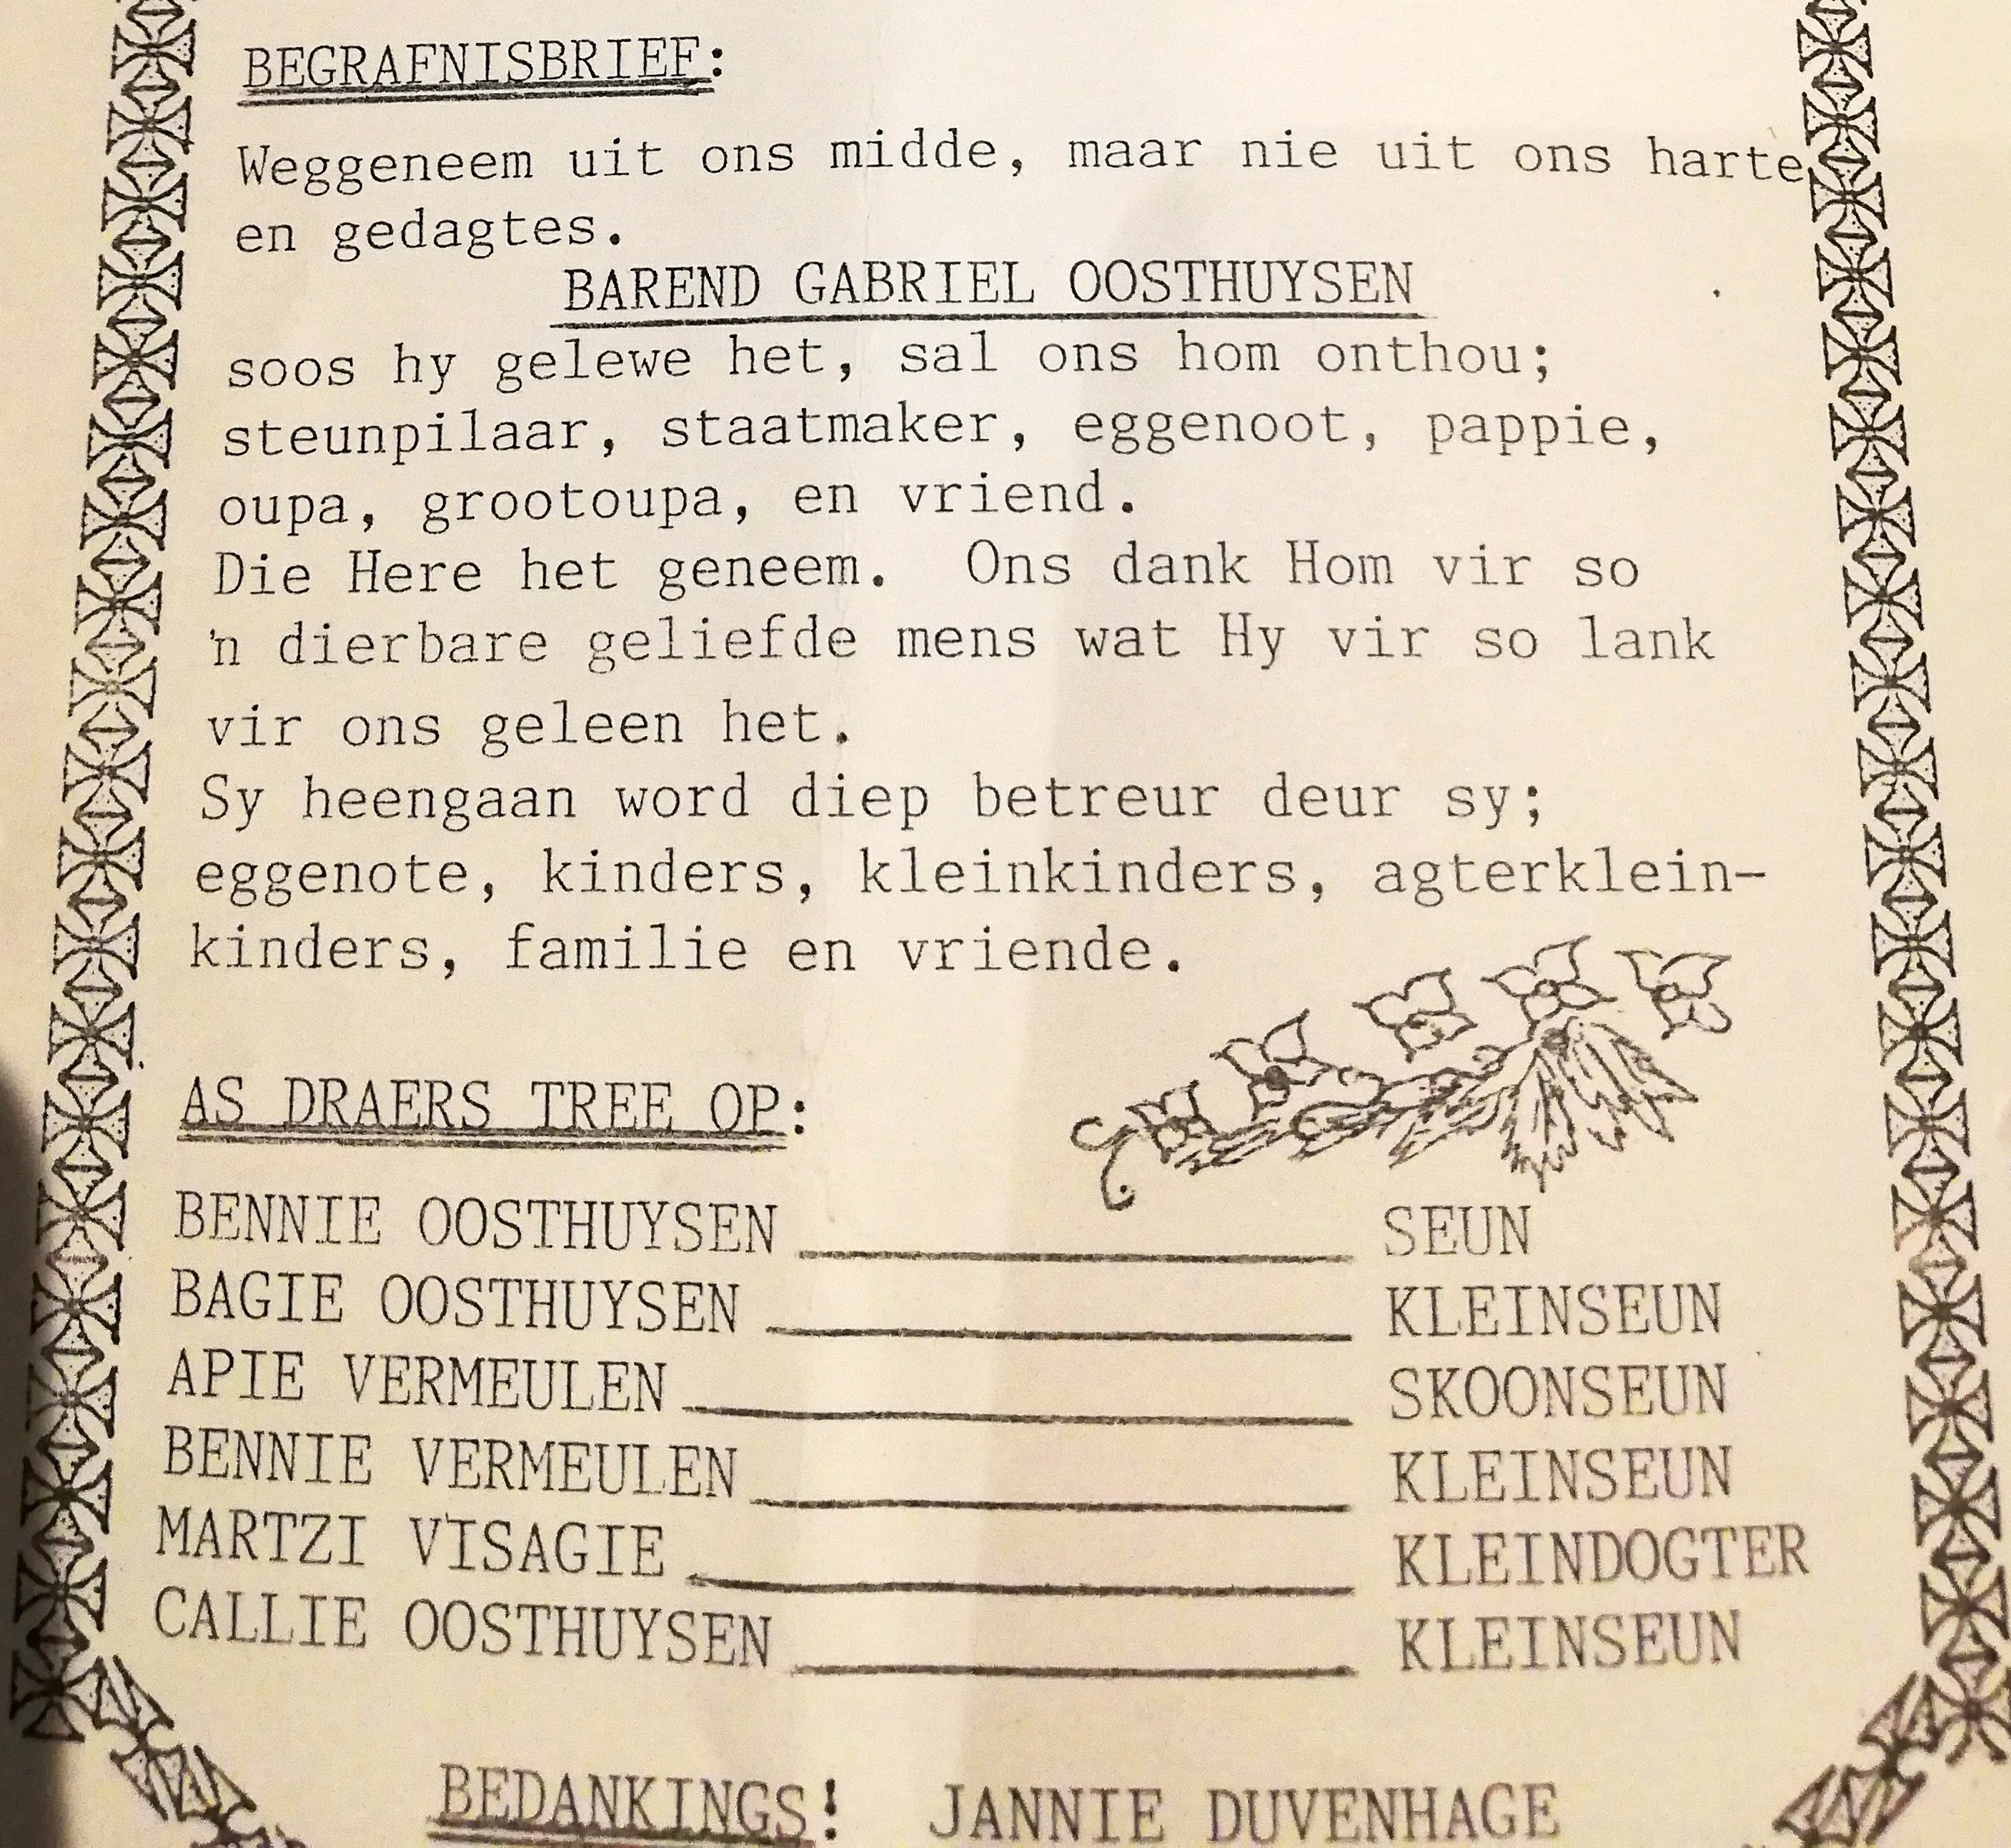 BEGRAFNISBRIEF:
Weggeneem uit ons midde, maar nie uit ons harte
en gedagtes.
BAREND GABRIEL OOSTHUYSEN
soos hy gelewe het, sal ons hom onthou;
steunpilaar, staatmaker, eggenoot, pappie,
oupa, grootoupa, en vriend.
Die Here het geneem. Ons dank Hom vir so
'n dierbare geliefde mens wat Hy vir so lank
vir ons geleen het.
Sy heengaan word diep betreur deur sy;
eggenote, kinders, kleinkinders, agterklein-
kinders, familie en vriende.
AS DRAERS TREE OP:
BENNIE OOSTHUYSEN SEUN
BAGIE OOSTHUYSEN KLEINSEUN
APIE VERMEULEN SKOONSEUN
BENNIE VERMEULEN KLEINSEUN
MARTZI VISAGIE KLEINDOGTER
CALLIE OOSTHUYSEN KLEINSEUN
BEDANKINGS! JANNIE DUVENHAGE